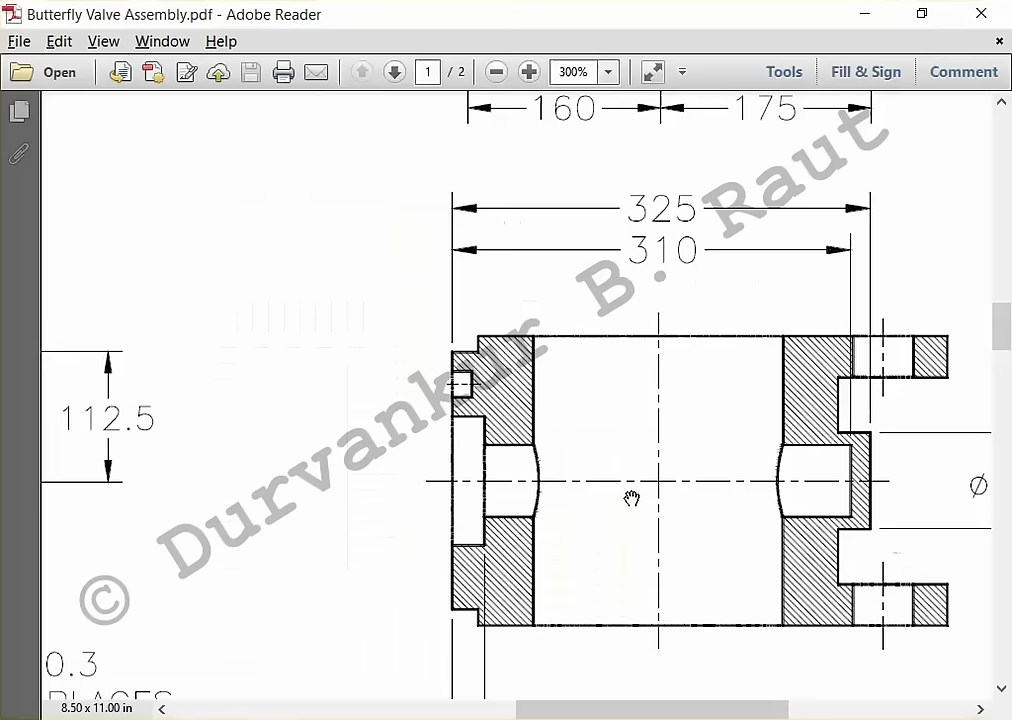 Butterfly Valve Assembly.pdf - Adobe Reader
File Edit View Window Help
Open 1 / 2 300% Tools Fill & Sign Comment
160 175
325
310
112.5
Ø
0.3
PLACES
© Durvankur B. Raut
8.50 x 11.00 in